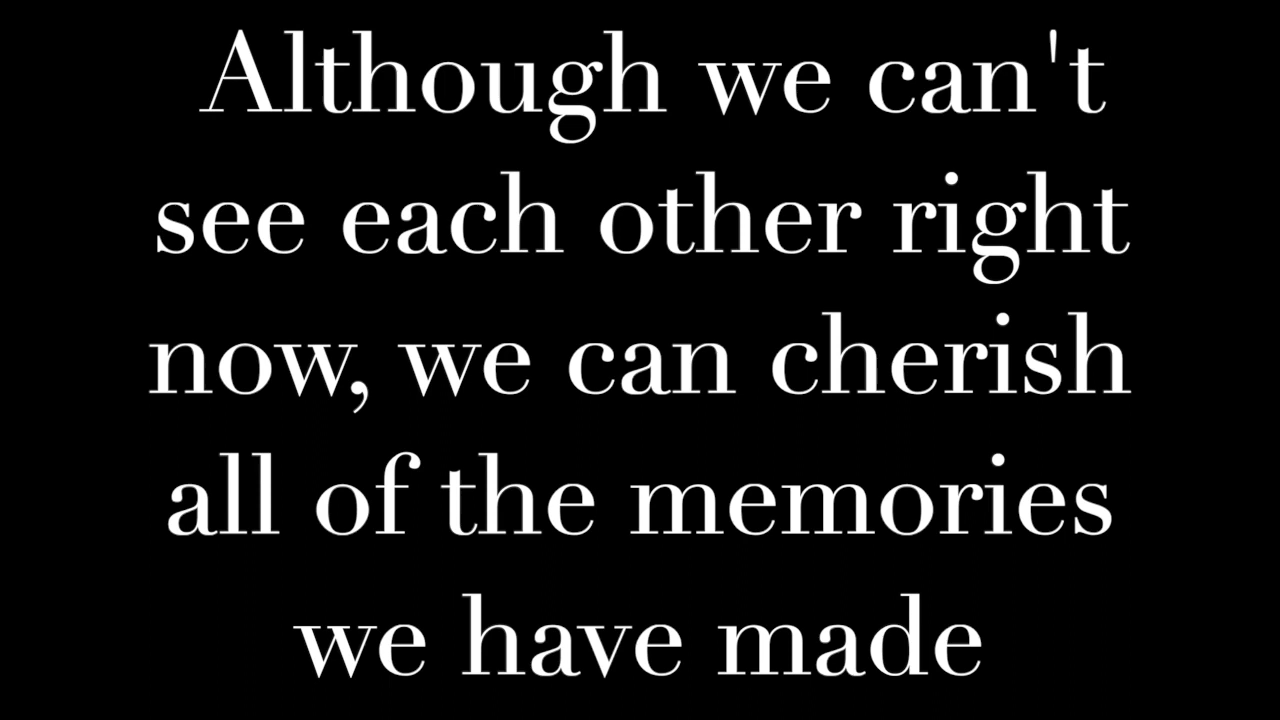 Although we can't
see each other right
now, we can cherish
all of the memories
we have made